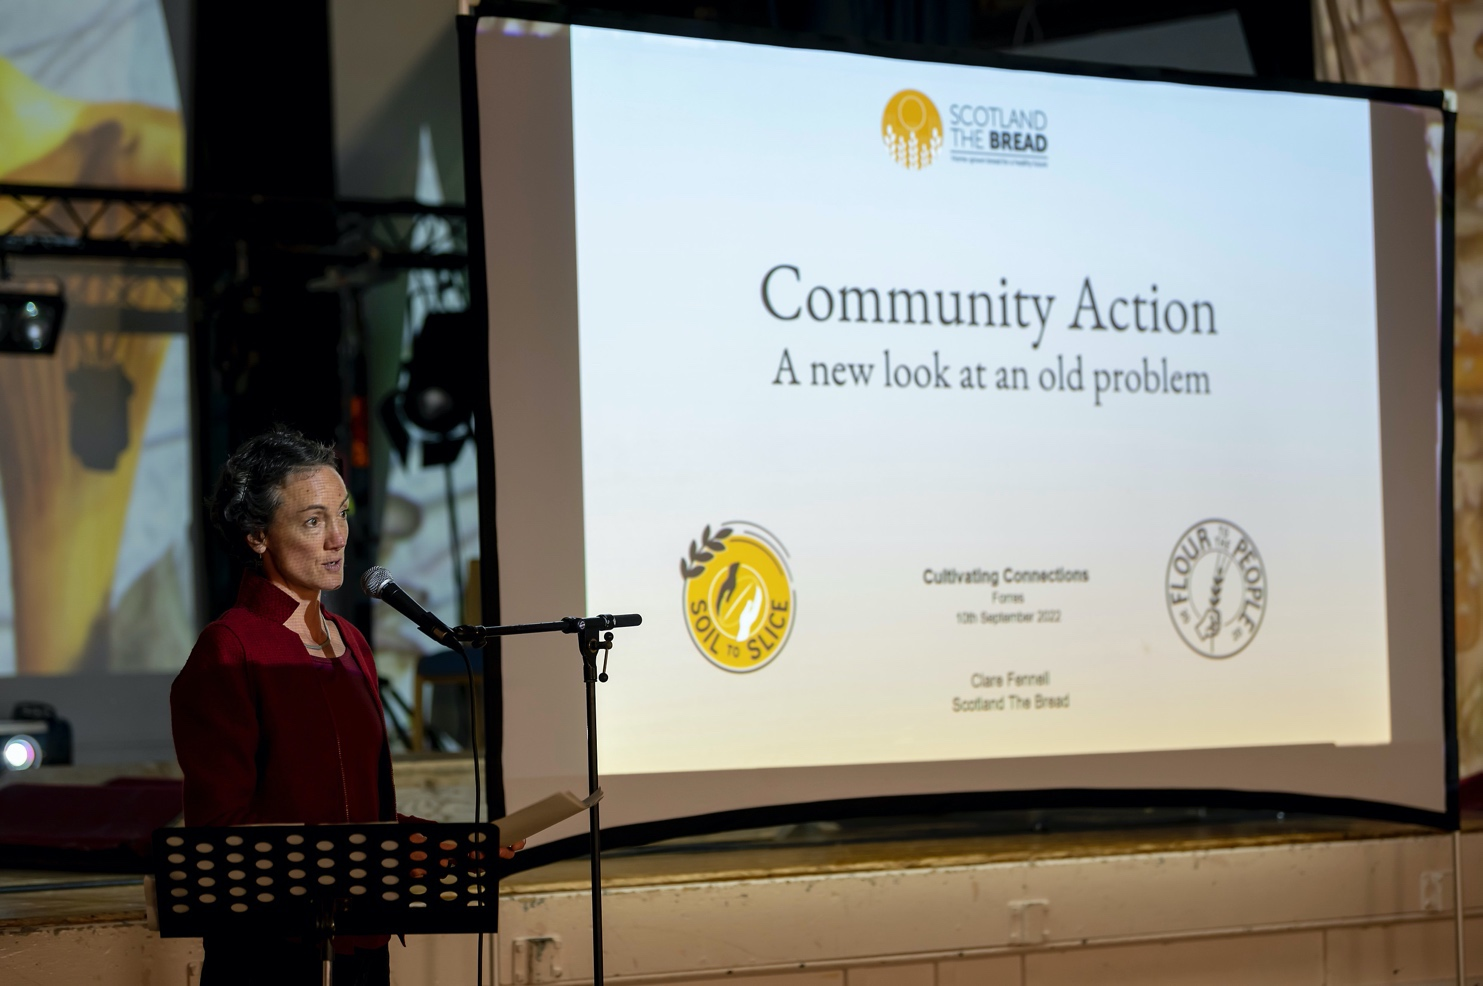 SCOTLAND
THE BREAD
Community Action
A new look at an old problem
SOIL TO SLICE
Cultivating Connections
Forres
10th September 2022
FLOUR TO THE PEOPLE
Clare Fennell
Scotland The Bread